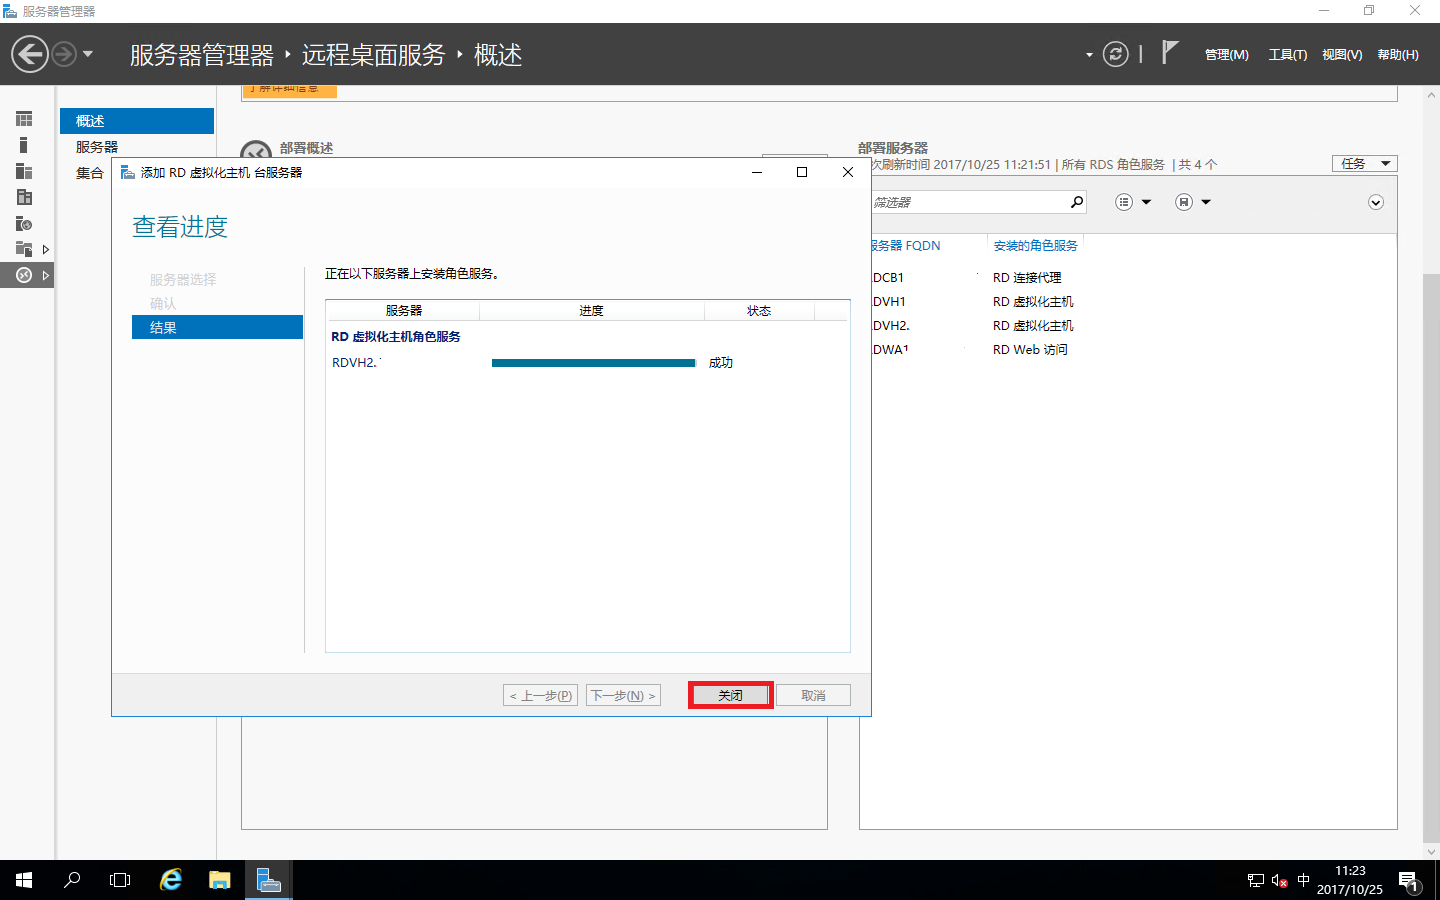 服务器管理器
服务器管理器 · 远程桌面服务 · 概述
管理(M) 工具(T) 视图(V) 帮助(H)
了解详细信息
概述
服务器
集合
部署概述
部署服务器
次刷新时间 2017/10/25 11:21:51 | 所有 RDS 角色服务 | 共 4 个
任务
筛选器
服务器 FQDN 安装的角色服务
DCB1 RD 连接代理
DVH1 RD 虚拟化主机
DVH2. RD 虚拟化主机
DWA1 RD Web 访问
添加 RD 虚拟化主机 台服务器
查看进度
服务器选择
确认
结果
正在以下服务器上安装角色服务。
服务器 进度 状态
RD 虚拟化主机角色服务
RDVH2. 成功
< 上一步(P) 下一步(N) > 关闭 取消
中
11:23
2017/10/25
1